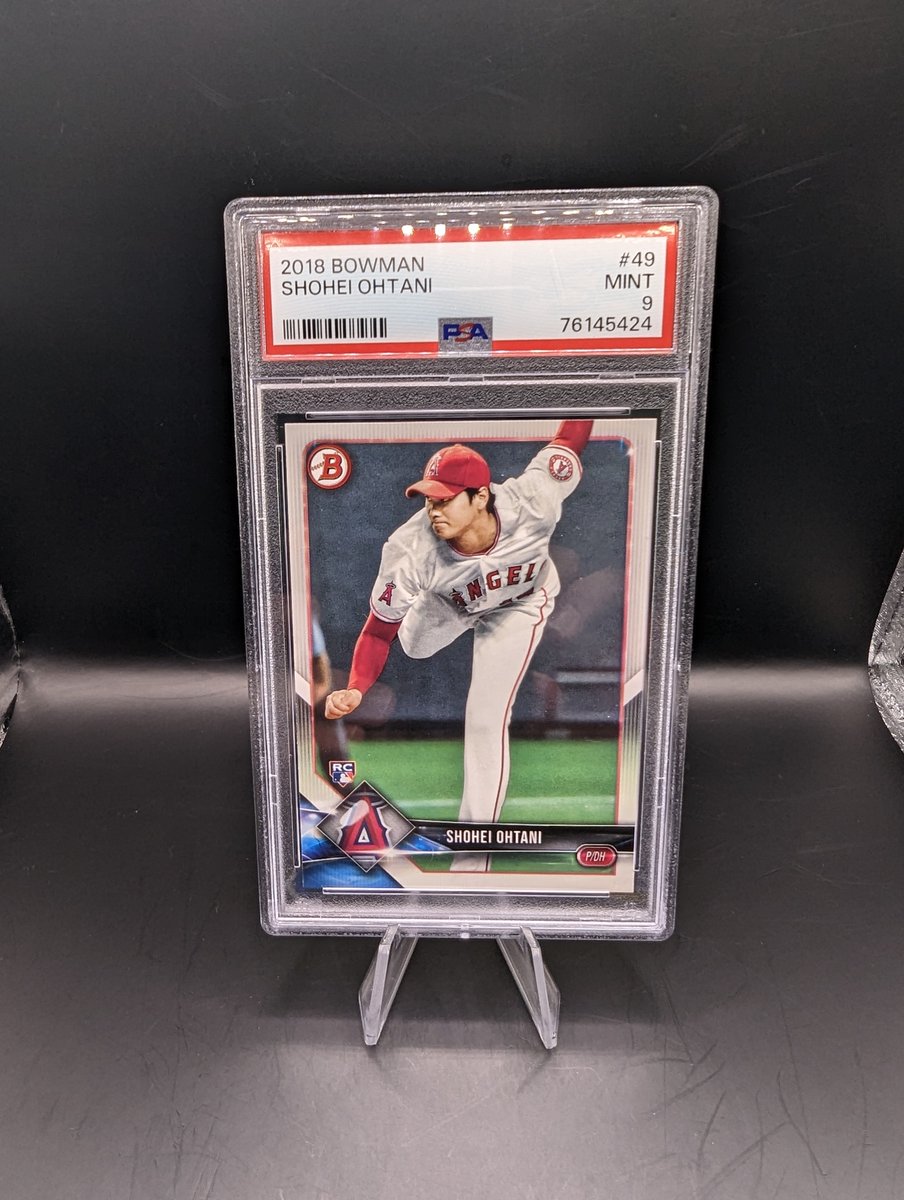 2018 BOWMAN #49
SHOHEI OHTANI MINT
9
76145424
PSA
B
A
A
ANGEL
RC
A
SHOHEI OHTANI
P/DH